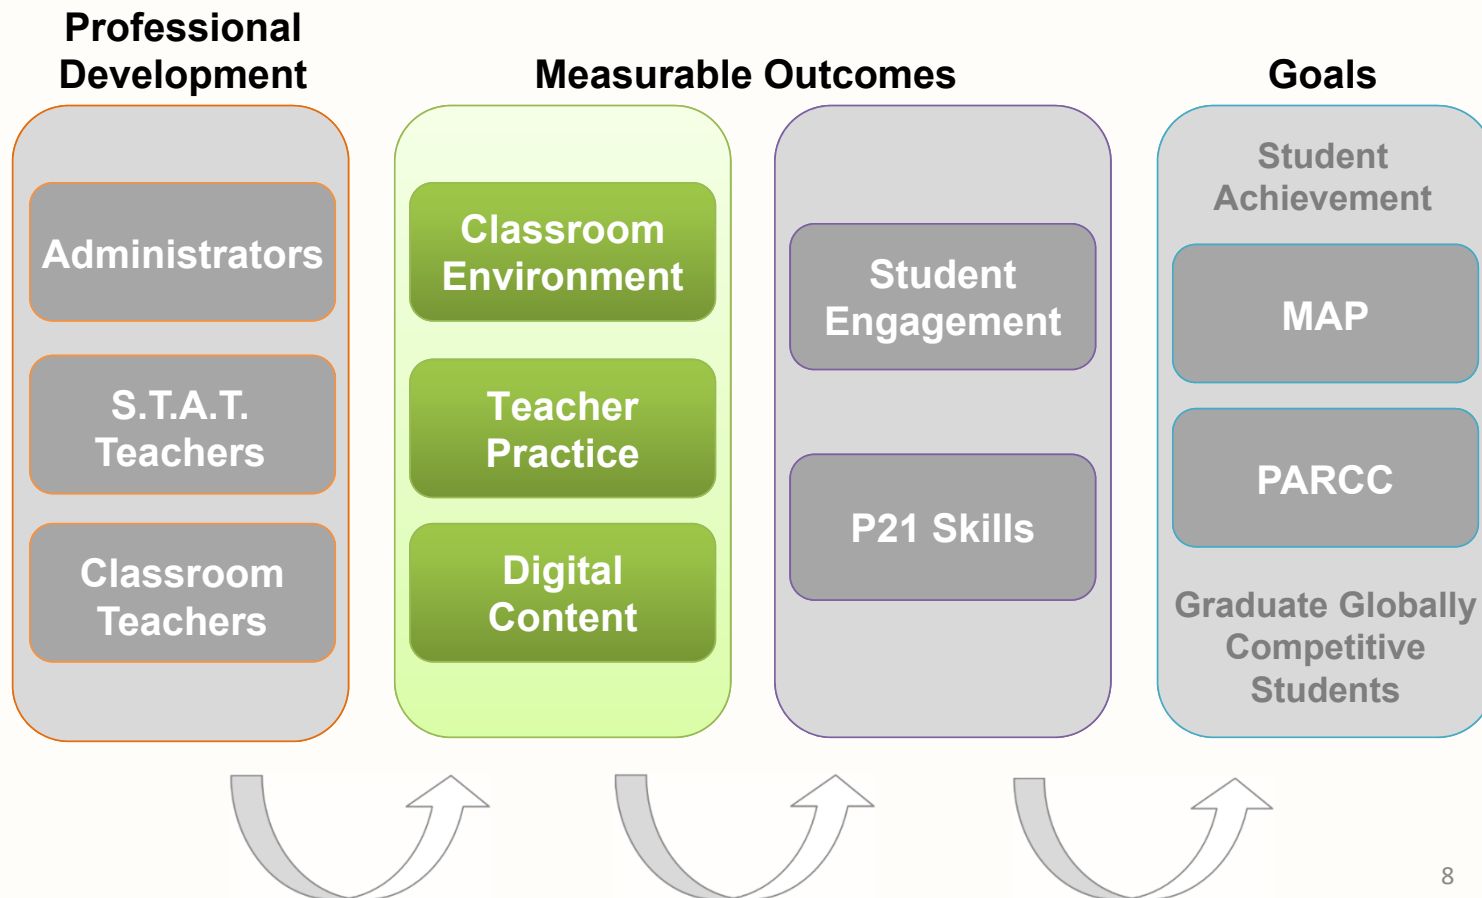 Professional
Development
Measurable Outcomes
Goals
Administrators
S.T.A.T.
Teachers
Classroom
Teachers
Classroom
Environment
Teacher
Practice
Digital
Content
Student
Engagement
P21 Skills
Student
Achievement
MAP
PARCC
Graduate Globally
Competitive
Students
8